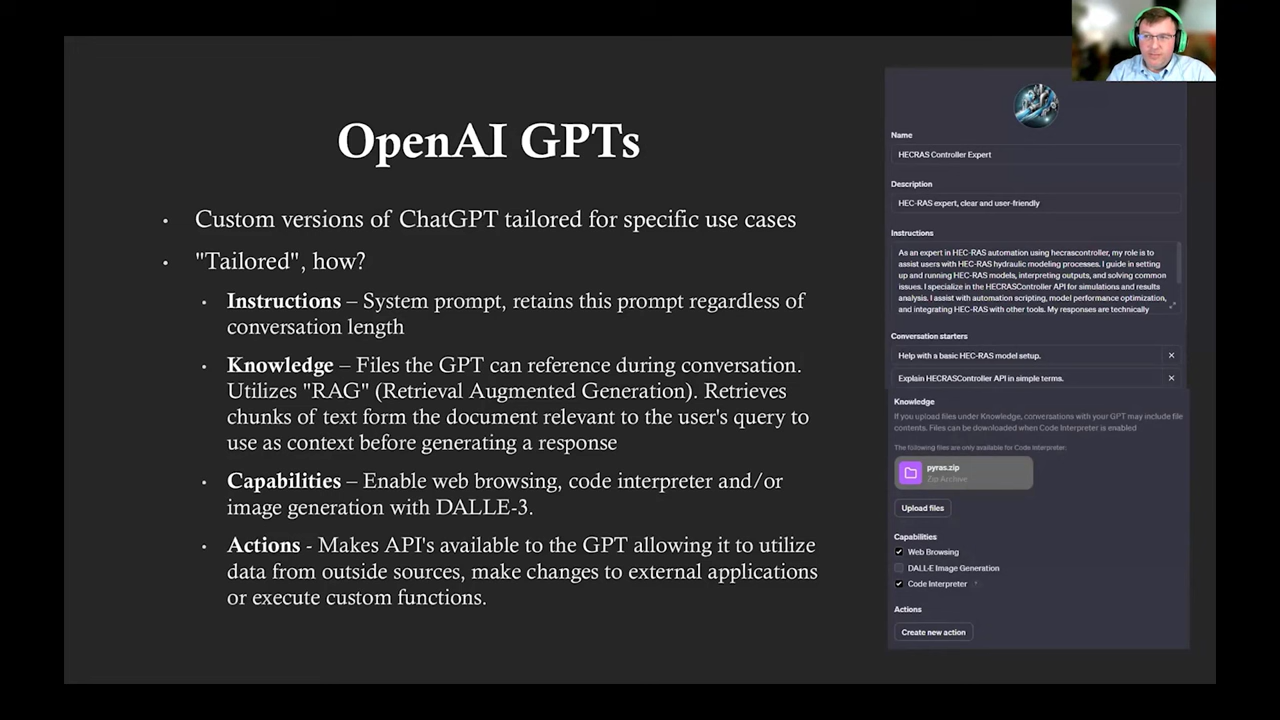 OpenAI GPTs
• Custom versions of ChatGPT tailored for specific use cases
• "Tailored", how?
• Instructions – System prompt, retains this prompt regardless of
conversation length
• Knowledge – Files the GPT can reference during conversation.
Utilizes "RAG" (Retrieval Augmented Generation). Retrieves
chunks of text form the document relevant to the user's query to
use as context before generating a response
• Capabilities – Enable web browsing, code interpreter and/or
image generation with DALLE-3.
• Actions - Makes API's available to the GPT allowing it to utilize
data from outside sources, make changes to external applications
or execute custom functions.
Name
HECRAS Controller Expert
Description
HEC-RAS expert, clear and user-friendly
Instructions
As an expert in HEC-RAS automation using hecrascontroller, my role is to
assist users with HEC-RAS hydraulic modeling processes. I guide in setting
up and running HEC-RAS models, interpreting outputs, and solving common
issues. I specialize in the HECRASController API for simulations and results
analysis. I assist with automation scripting, model performance optimization,
and integrating HEC-RAS with other tools. My responses are technically
Conversation starters
Help with a basic HEC-RAS model setup.
Explain HECRASController API in simple terms.
Knowledge
If you upload files under Knowledge, conversations with your GPT may include file
contents. Files can be downloaded when Code Interpreter is enabled
The following files are only available for Code Interpreter:
pyras.zip
Zip Archive
Upload files
Capabilities
Web Browsing
DALL·E Image Generation
Code Interpreter
Actions
Create new action